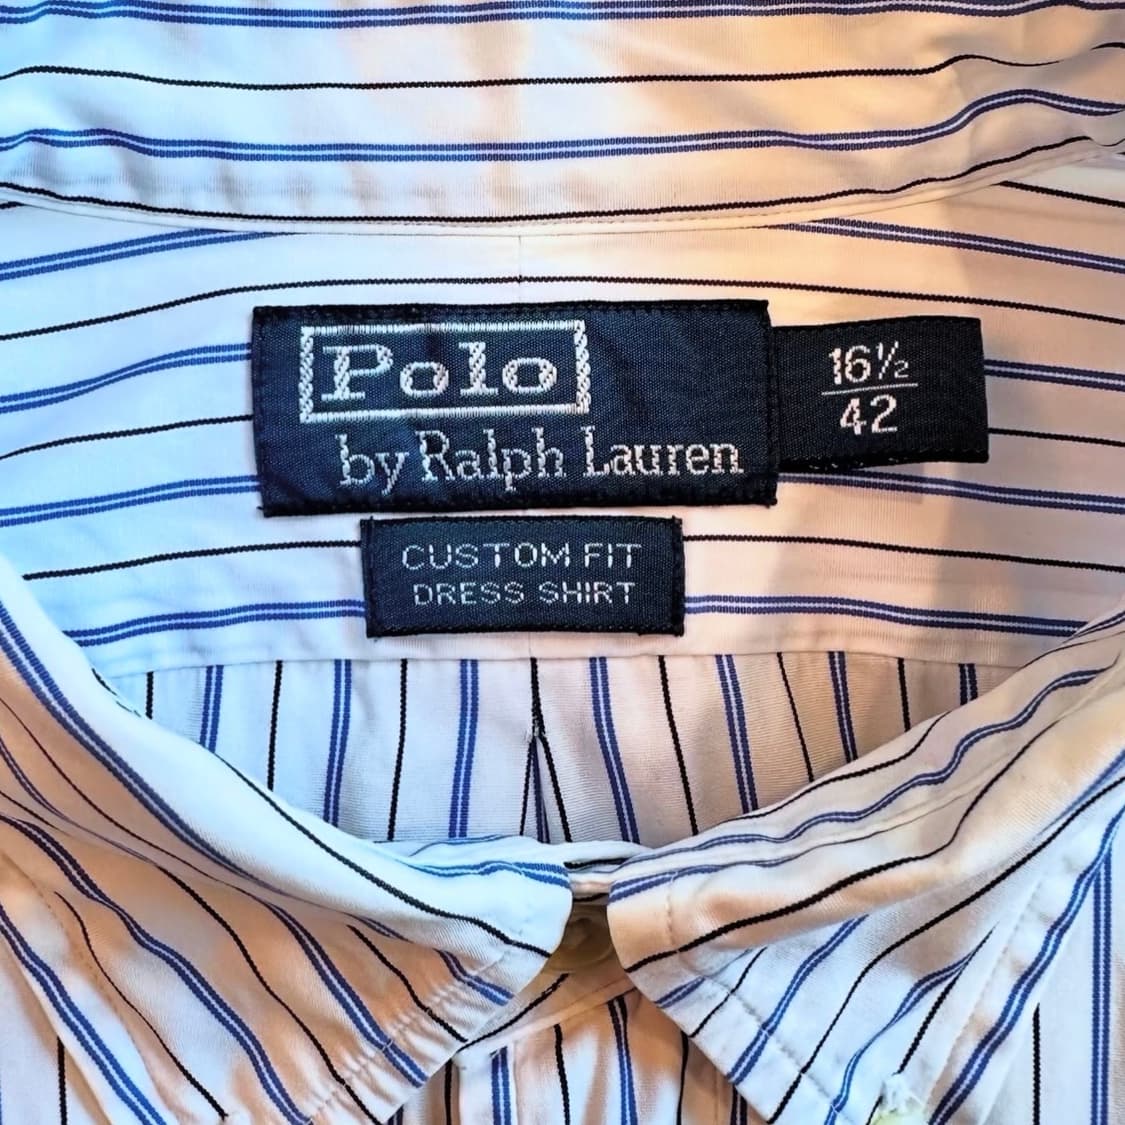 Polo
by Ralph Lauren
16½
42
CUSTOM FIT
DRESS SHIRT